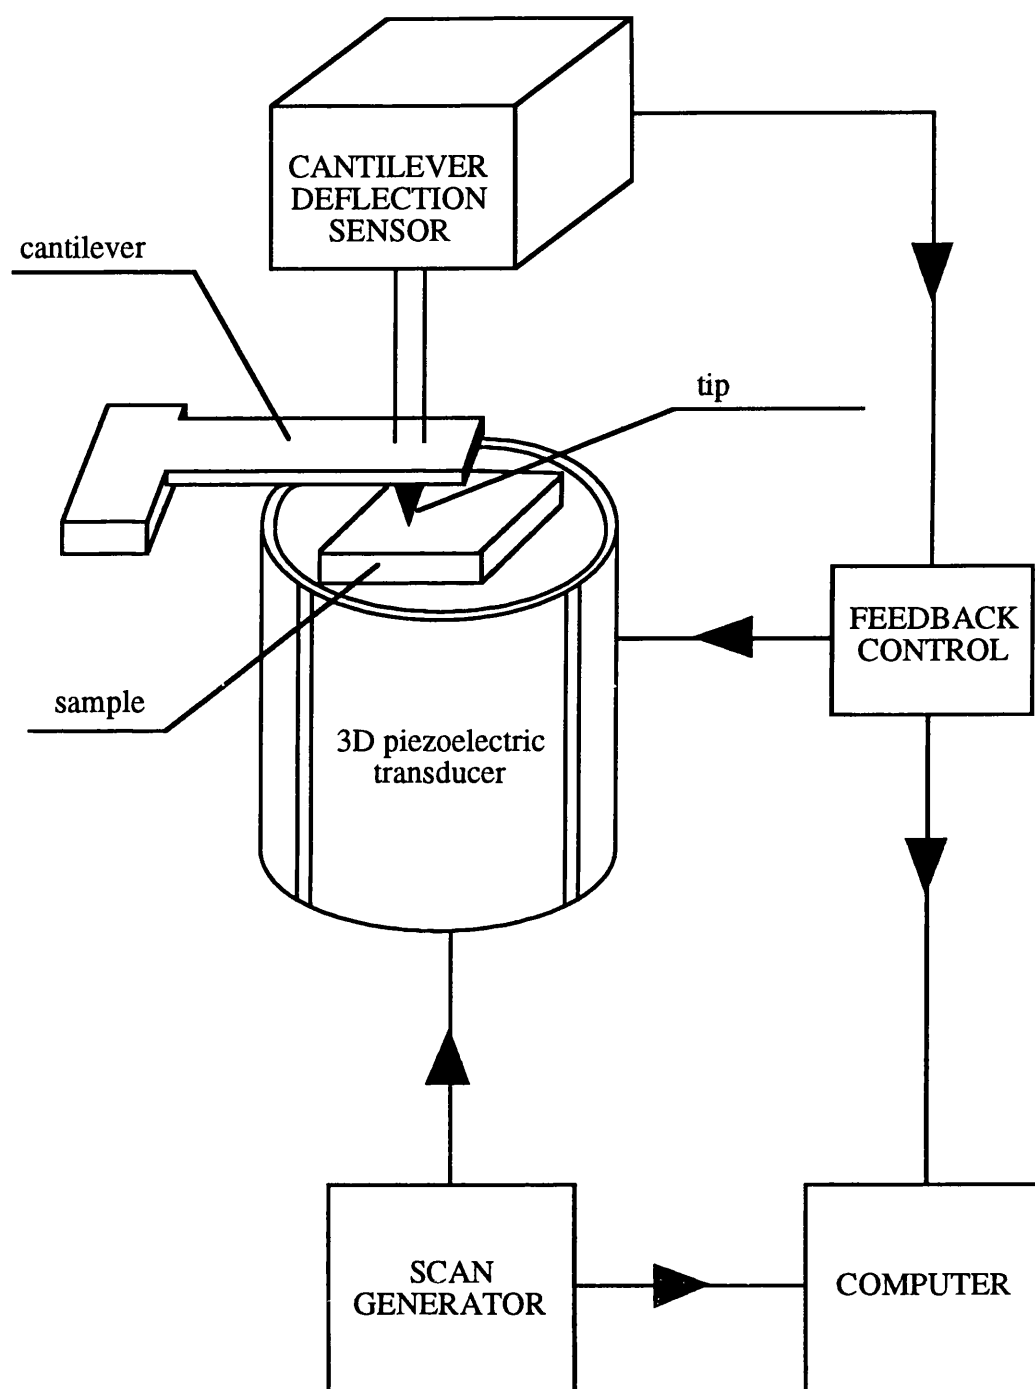 CANTILEVER
DEFLECTION
SENSOR
cantilever
tip
FEEDBACK
CONTROL
sample
3D piezoelectric
transducer
SCAN
GENERATOR
COMPUTER